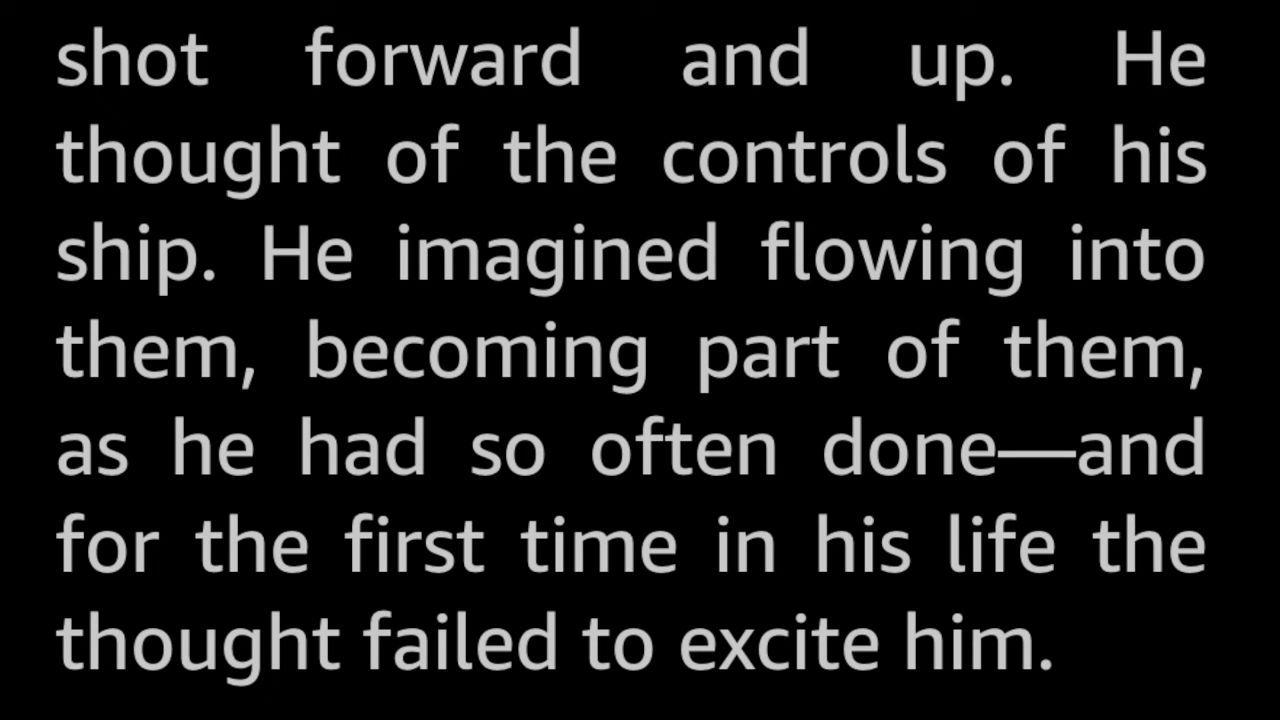 shot forward and up. He
thought of the controls of his
ship. He imagined flowing into
them, becoming part of them,
as he had so often done—and
for the first time in his life the
thought failed to excite him.